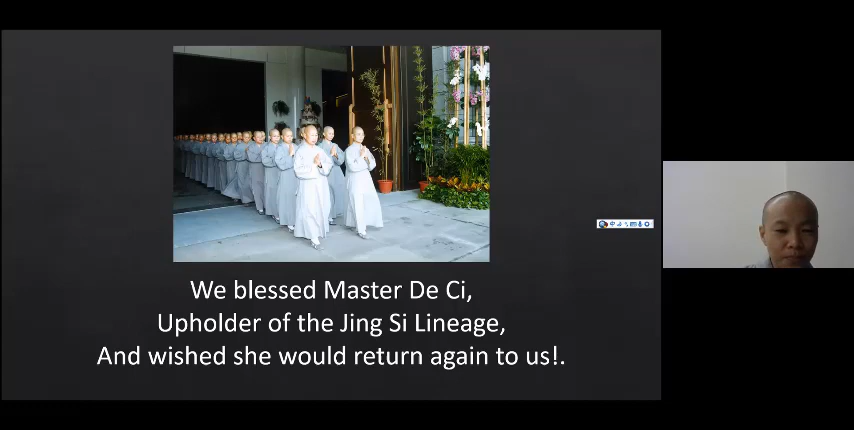 We blessed Master De Ci,
Upholder of the Jing Si Lineage,
And wished she would return again to us!.
中